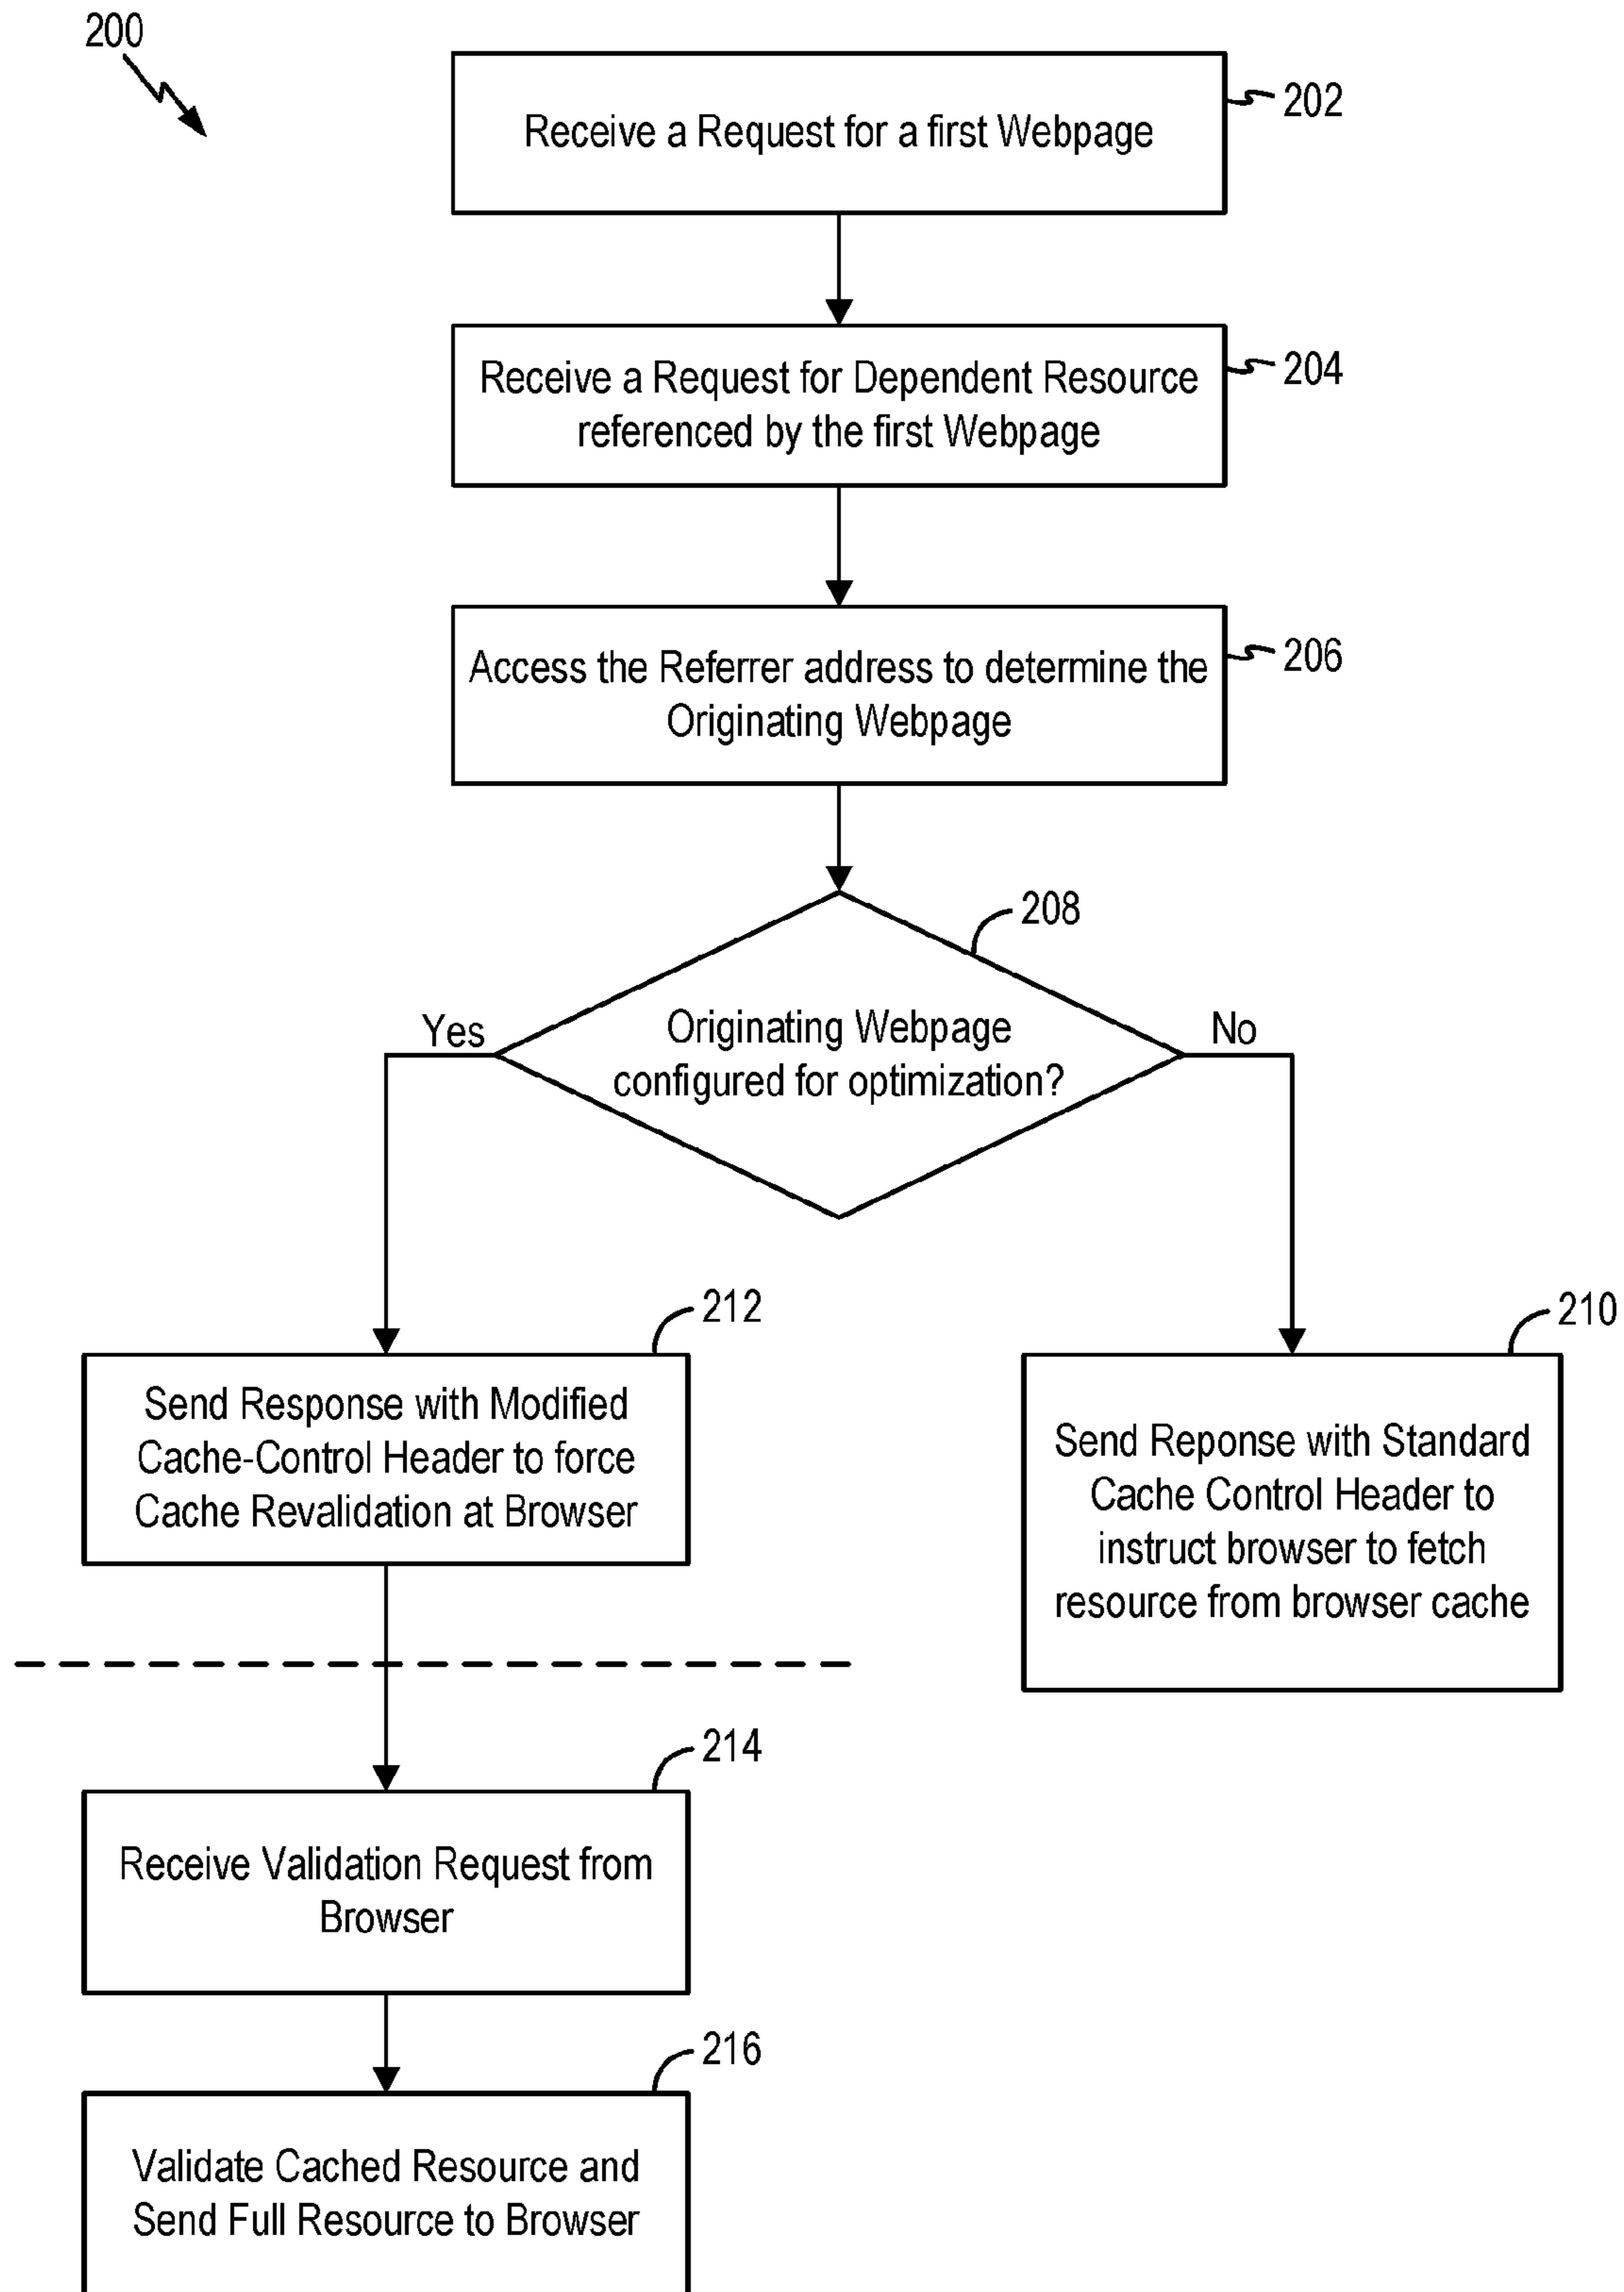 200
Receive a Request for a first Webpage
202
Receive a Request for Dependent Resource
referenced by the first Webpage
204
Access the Referrer address to determine the
Originating Webpage
206
208
Originating Webpage
configured for optimization?
Yes
No
212
Send Response with Modified
Cache-Control Header to force
Cache Revalidation at Browser
210
Send Reponse with Standard
Cache Control Header to
instruct browser to fetch
resource from browser cache
214
Receive Validation Request from
Browser
216
Validate Cached Resource and
Send Full Resource to Browser